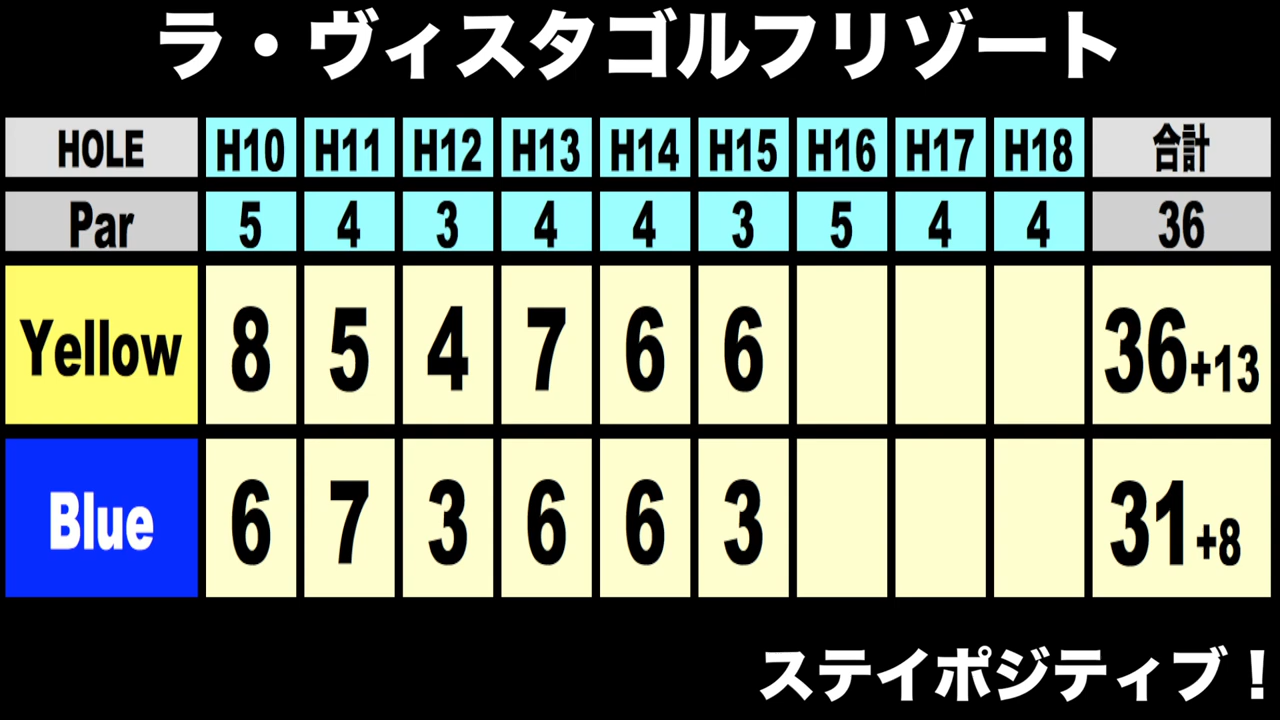 ラ・ヴィスタゴルフリゾート
HOLE H10 H11 H12 H13 H14 H15 H16 H17 H18 合計
Par 5 4 3 4 4 3 5 4 4 36
Yellow 8 5 4 7 6 6 36+13
Blue 6 7 3 6 6 3 31+8
ステイポジティブ！